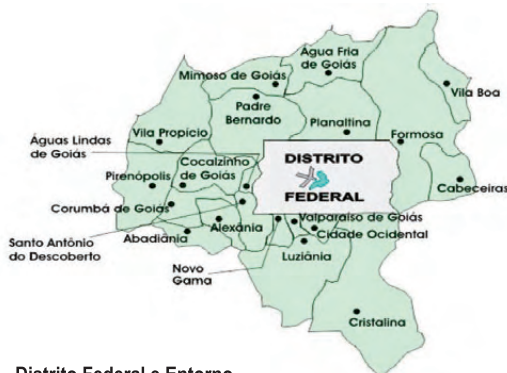 Água Fria
de Goiás
Mimoso de Goiás
Vila Boa
Padre
Bernardo
Planaltina
Vila Propício
Formosa
Águas Lindas
de Goiás
Cocalzinho
de Goiás
DISTRITO
FEDERAL
Pirenópolis
Cabeceiras
Corumbá de Goiás
Valparaíso de Goiás
Alexânia
Cidade Ocidental
Santo Antônio
do Descoberto
Abadiânia
Luziânia
Novo
Gama
Cristalina
Distrito Federal e Entorno